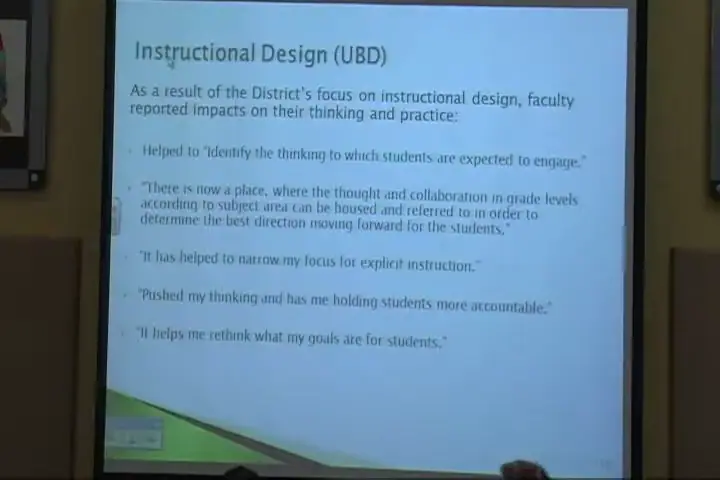 Instructional Design (UBD)
As a result of the District's focus on instructional design, faculty
reported impacts on their thinking and practice:
Helped to "Identify the thinking to which students are expected to engage."
"There is now a place, where the thought and collaboration in grade levels
according to subject area can be housed and referred to in order to
determine the best direction moving forward for the students."
"It has helped to narrow my focus for explicit instruction."
"Pushed my thinking and has me holding students more accountable."
"It helps me rethink what my goals are for students."